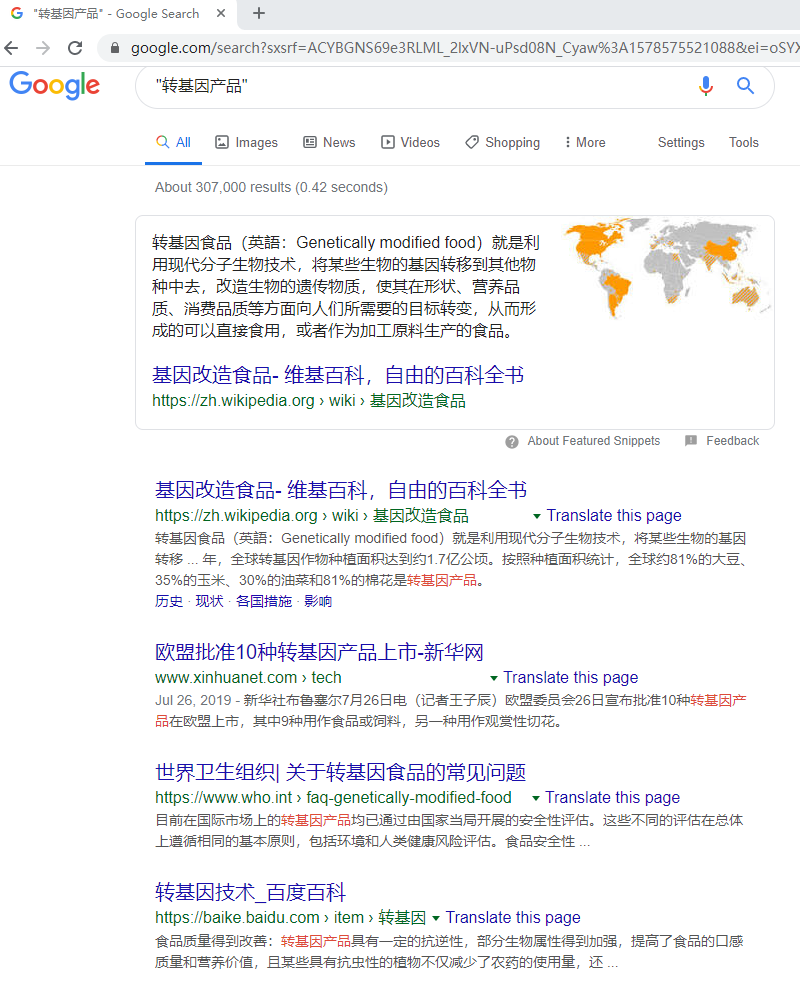 "转基因产品" - Google Search
google.com/search?sxsrf=ACYBGNS69e3RLML_2IxVN-uPsd08N_Cyaw%3A1578575521088&ei=oSYX
Google
"转基因产品"
All Images News Videos Shopping More Settings Tools
About 307,000 results (0.42 seconds)
转基因食品（英語：Genetically modified food）就是利
用现代分子生物技术，将某些生物的基因转移到其他物
种中去，改造生物的遗传物质，使其在形状、营养品
质、消费品质等方面向人们所需要的目标转变，从而形
成的可以直接食用，或者作为加工原料生产的食品。
基因改造食品- 维基百科，自由的百科全书
https://zh.wikipedia.org › wiki › 基因改造食品
About Featured Snippets Feedback
基因改造食品- 维基百科，自由的百科全书
https://zh.wikipedia.org › wiki › 基因改造食品 Translate this page
转基因食品（英語：Genetically modified food）就是利用现代分子生物技术，将某些生物的基因
转移 ... 年，全球转基因作物种植面积达到约1.7亿公顷。按照种植面积统计，全球约81%的大豆、
35%的玉米、30%的油菜和81%的棉花是转基因产品。
历史 · 现状 · 各国措施 · 影响
欧盟批准10种转基因产品上市-新华网
www.xinhuanet.com › tech Translate this page
Jul 26, 2019 - 新华社布鲁塞尔7月26日电（记者王子辰）欧盟委员会26日宣布批准10种转基因产
品在欧盟上市，其中9种用作食品或饲料，另一种用作观赏性切花。
世界卫生组织| 关于转基因食品的常见问题
https://www.who.int › faq-genetically-modified-food Translate this page
目前在国际市场上的转基因产品均已通过由国家当局开展的安全性评估。这些不同的评估在总体
上遵循相同的基本原则，包括环境和人类健康风险评估。食品安全性 ...
转基因技术_百度百科
https://baike.baidu.com › item › 转基因 Translate this page
食品质量得到改善：转基因产品具有一定的抗逆性，部分生物属性得到加强，提高了食品的口感
质量和营养价值，且某些具有抗虫性的植物不仅减少了农药的使用量，还 ...